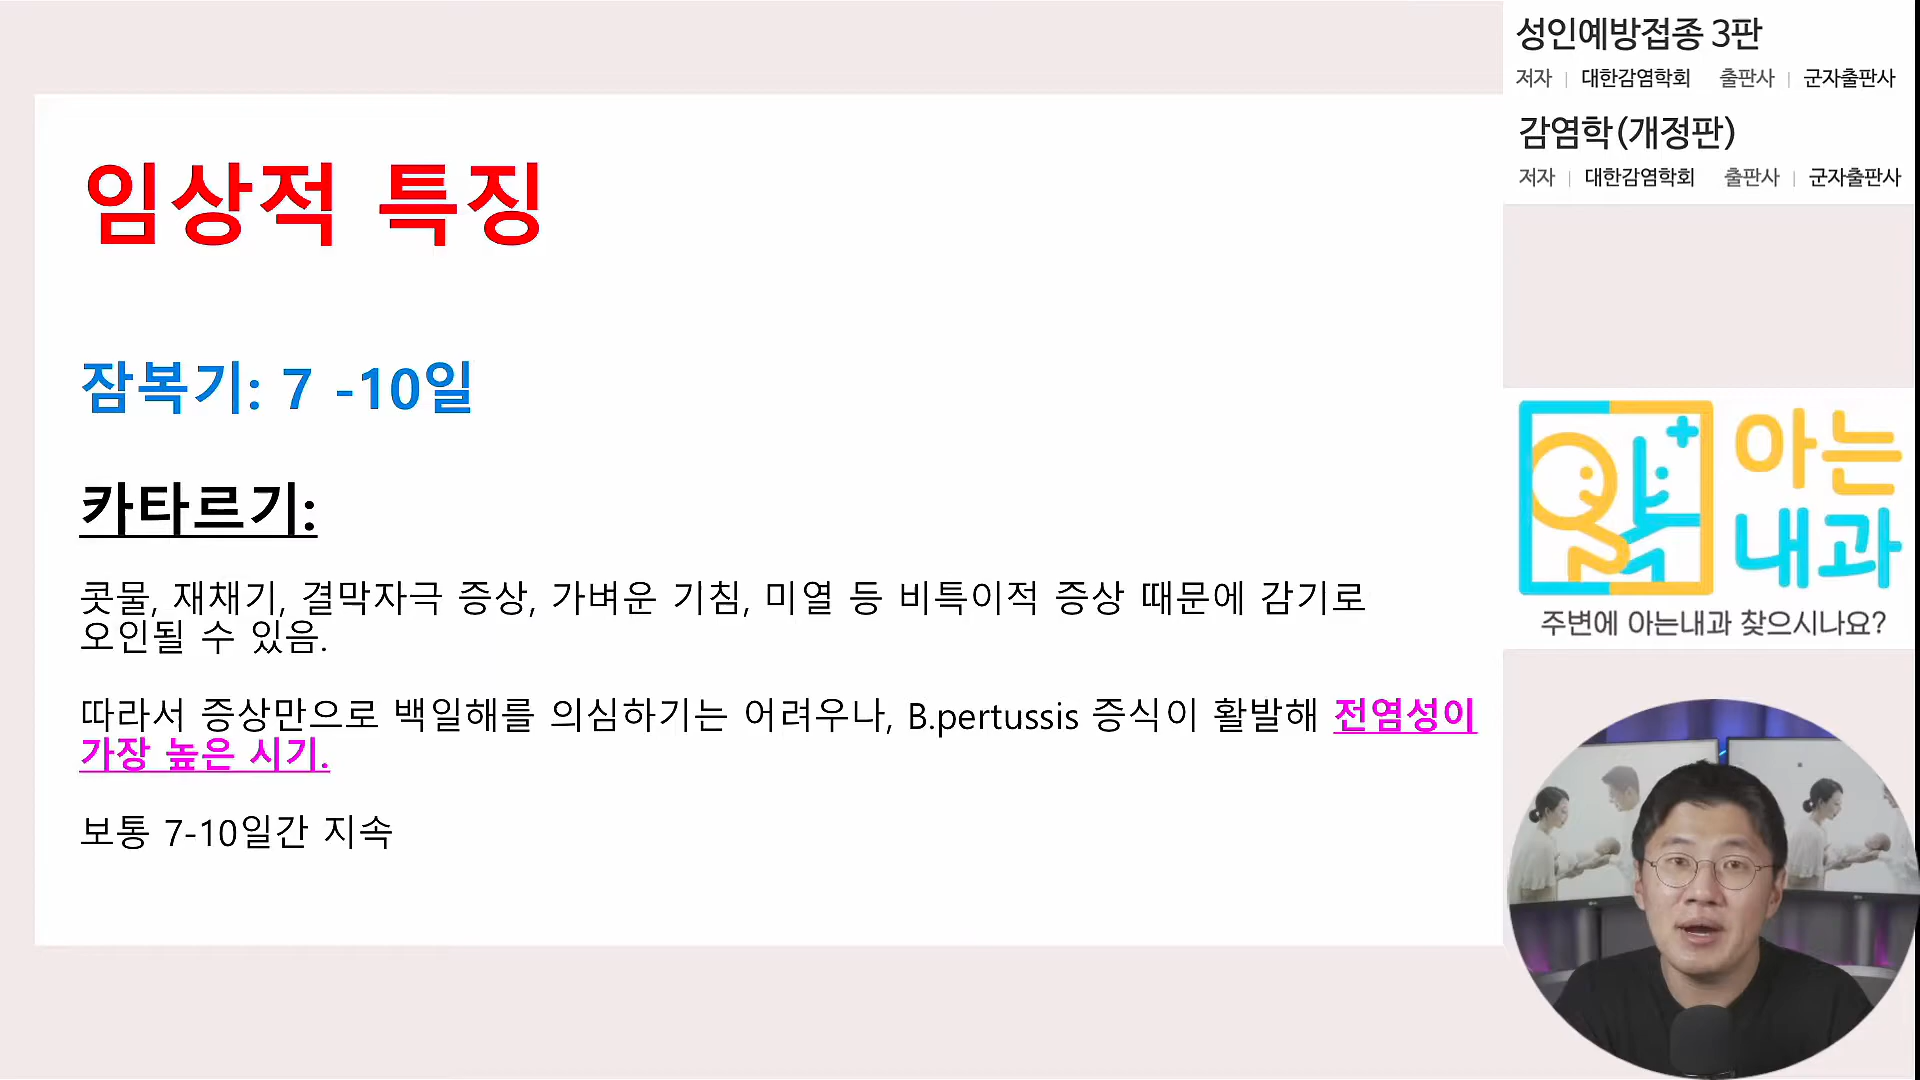 임상적 특징
잠복기: 7 -10일
카타르기:
콧물, 재채기, 결막자극 증상, 가벼운 기침, 미열 등 비특이적 증상 때문에 감기로
오인될 수 있음.
따라서 증상만으로 백일해를 의심하기는 어려우나, B.pertussis 증식이 활발해 전염성이
가장 높은 시기.
보통 7-10일간 지속
성인예방접종 3판
저자 | 대한감염학회 출판사 | 군자출판사
감염학(개정판)
저자 | 대한감염학회 출판사 | 군자출판사
아는
내과
주변에 아는내과 찾으시나요?